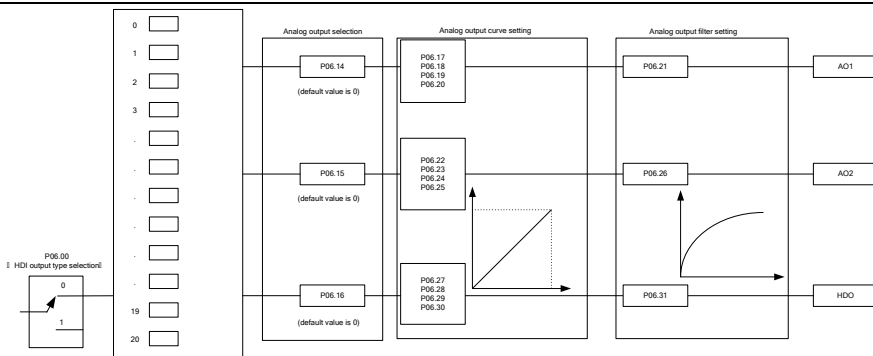 0
1
2
3
.
.
.
.
.
.
19
20
P06.00
HDI output type selection
0
1
Analog output selection
P06.14
(default value is 0)
P06.15
(default value is 0)
P06.16
(default value is 0)
Analog output curve setting
P06.17
P06.18
P06.19
P06.20
P06.22
P06.23
P06.24
P06.25
P06.27
P06.28
P06.29
P06.30
Analog output filter setting
P06.21
P06.26
P06.31
AO1
AO2
HDO